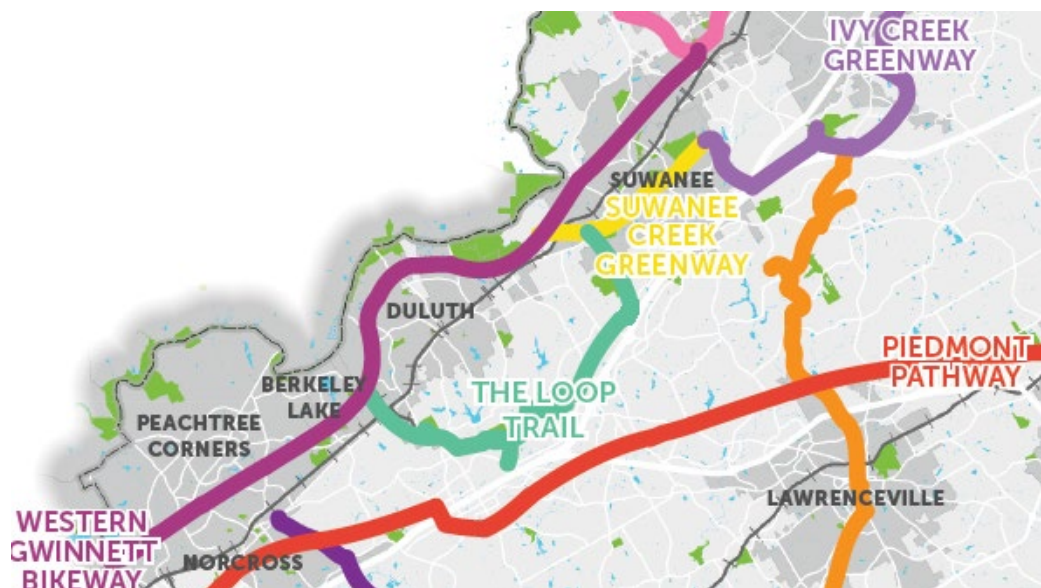 IVY CREEK
GREENWAY
SUWANEE
SUWANEE
CREEK
GREENWAY
DULUTH
PIEDMONT
PATHWAY
BERKELEY
LAKE
THE LOOP
TRAIL
PEACHTREE
CORNERS
LAWRENCEVILLE
WESTERN
GWINNETT
BIKEWAY
NORCROSS